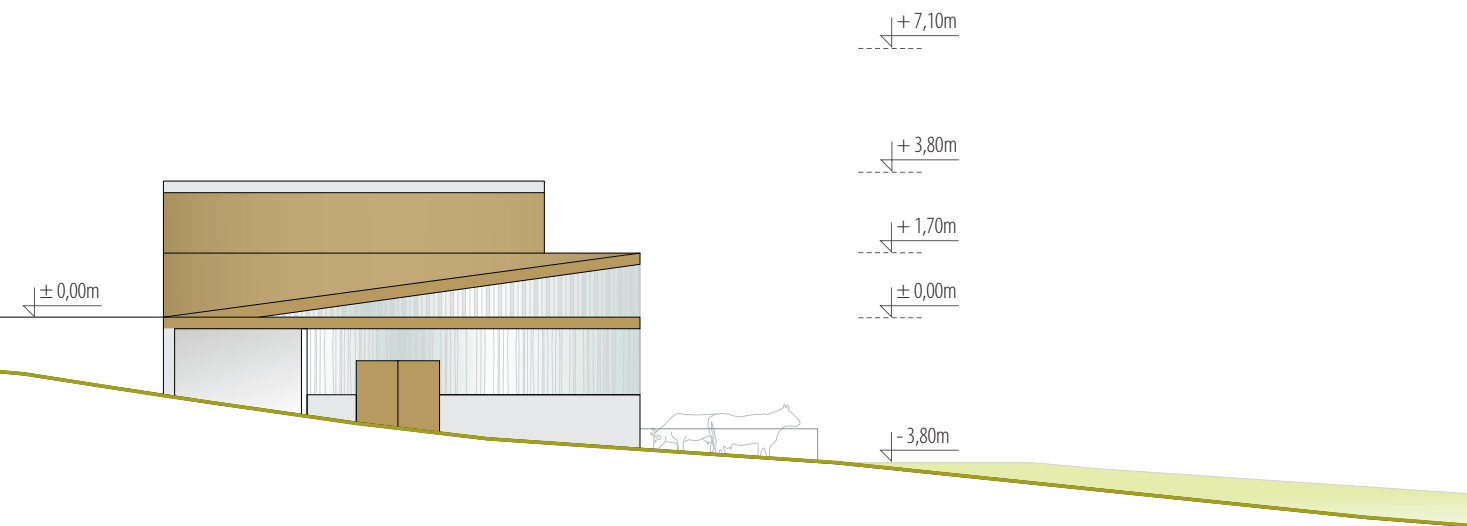 + 7,10m
+ 3,80m
+ 1,70m
± 0,00m
± 0,00m
- 3,80m